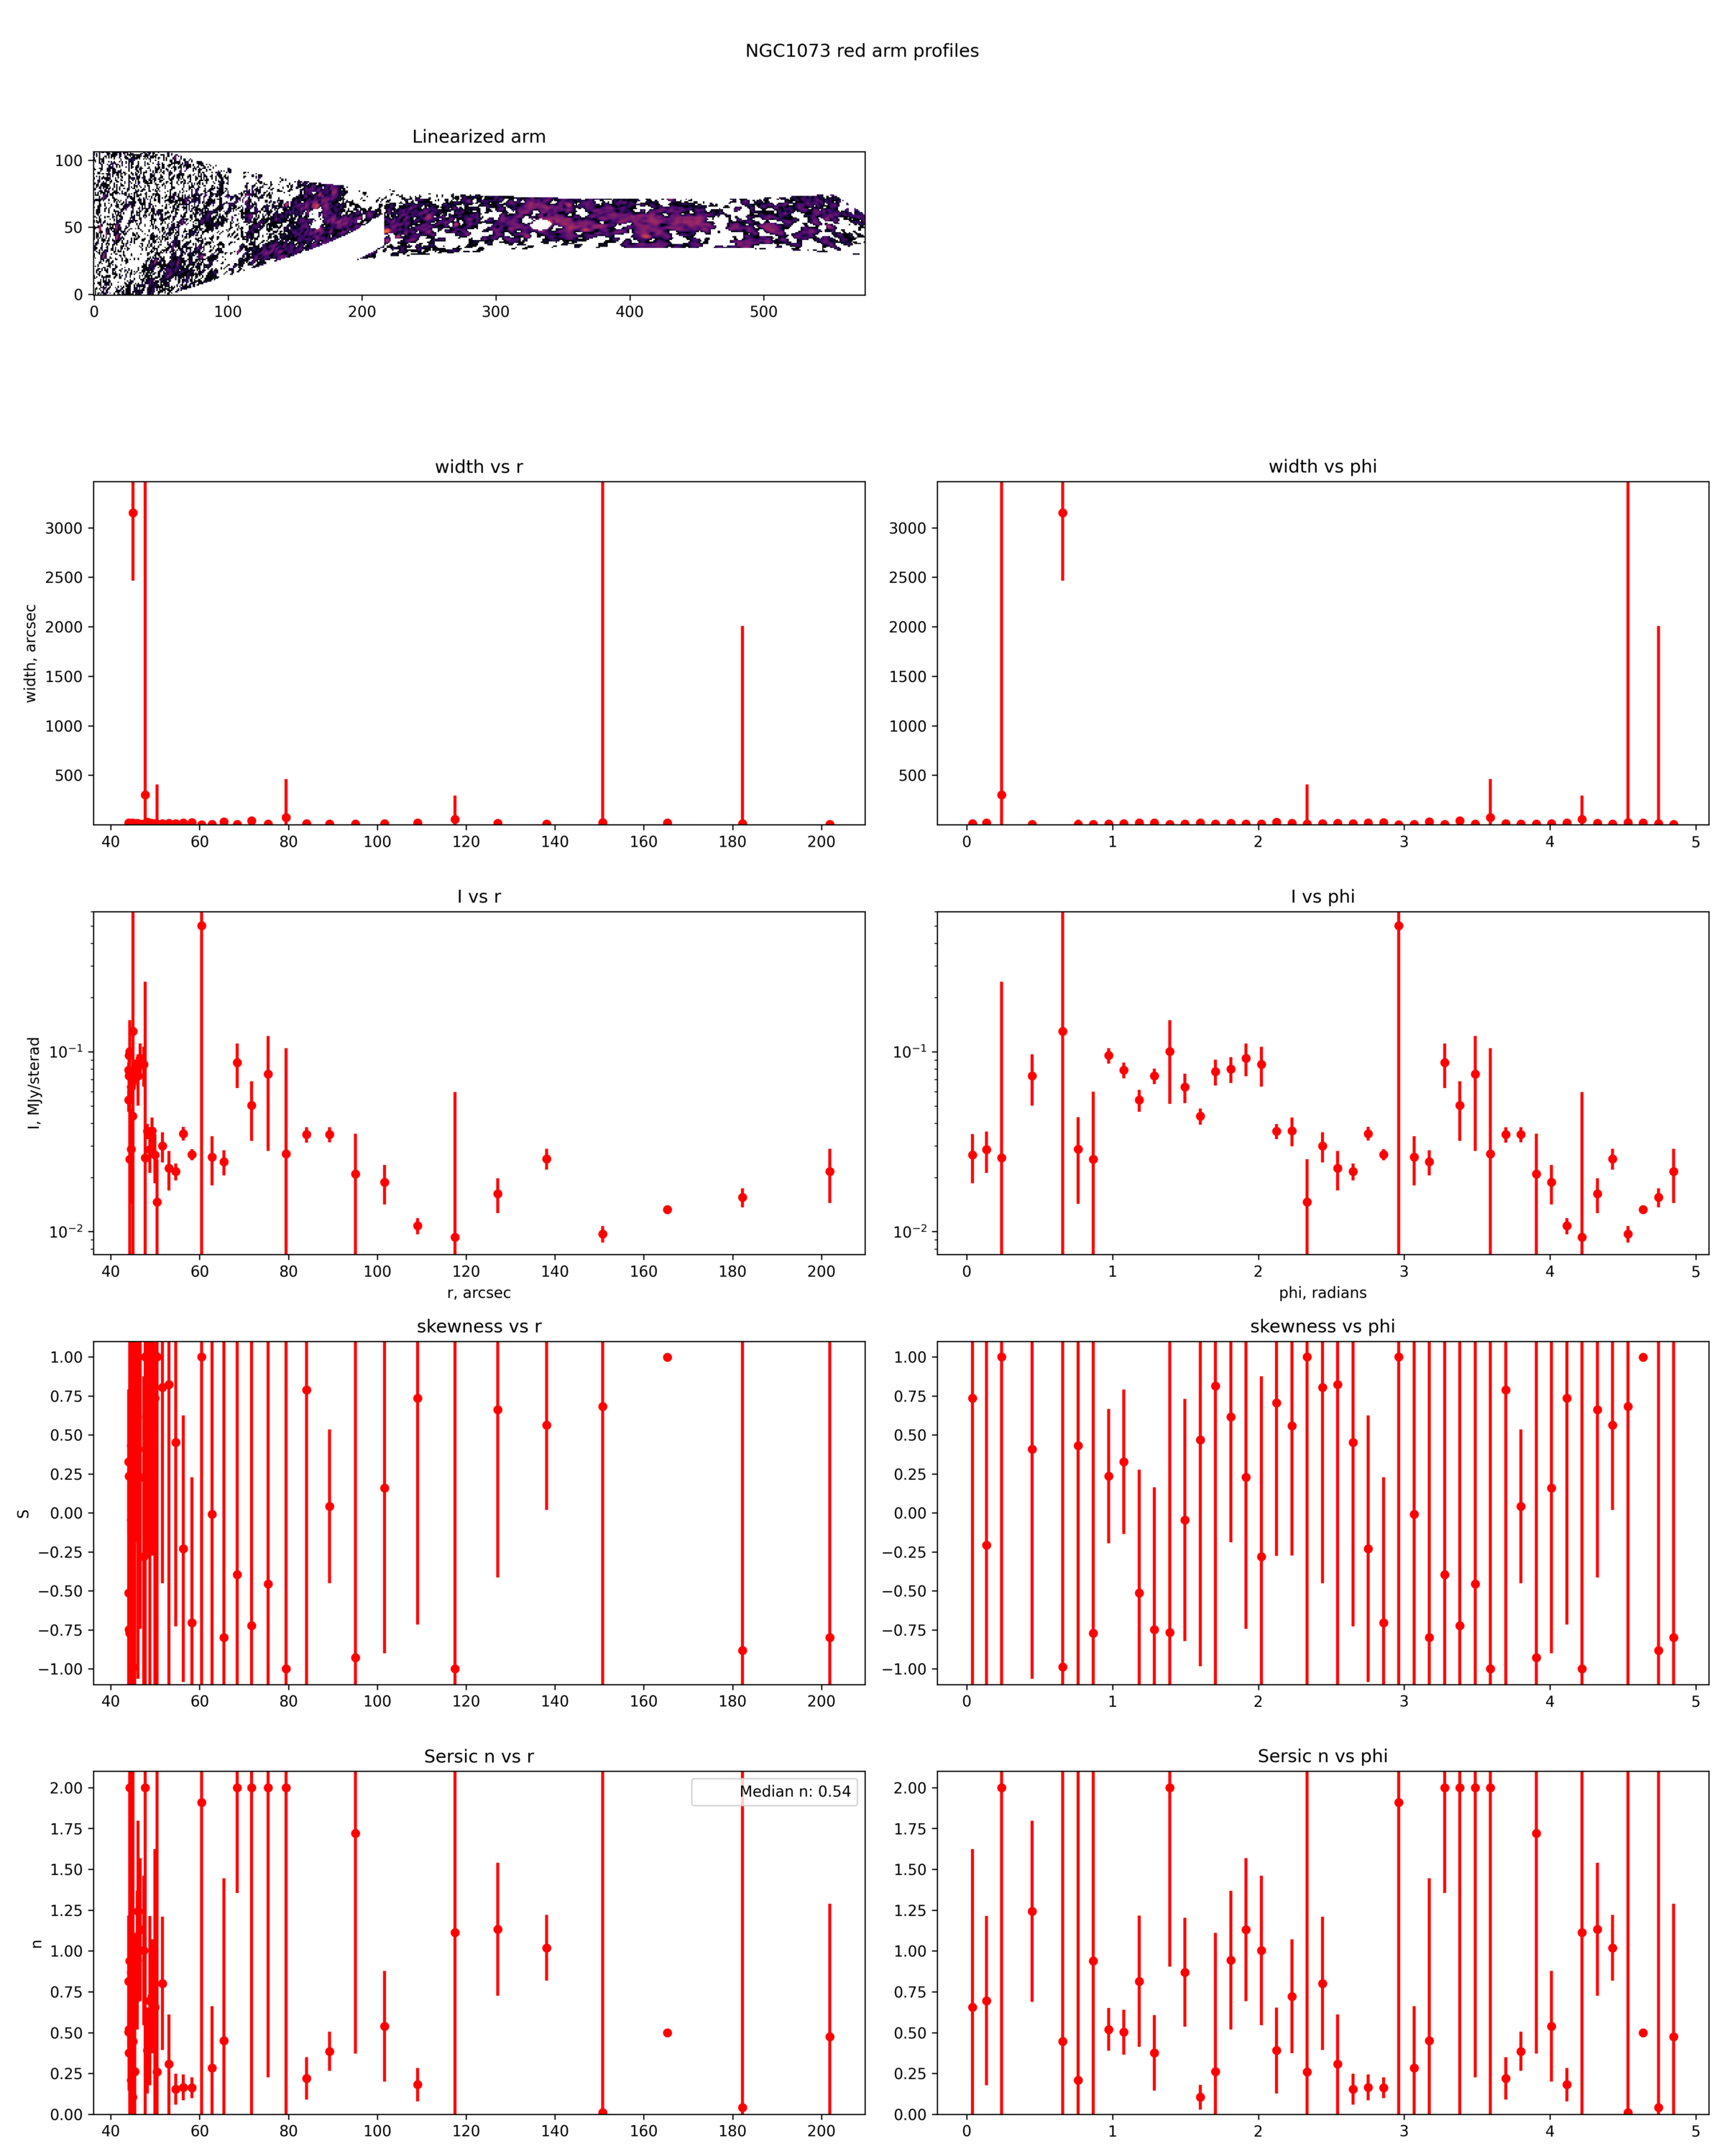 NGC1073 red arm profiles
Linearized arm
100
50
0
0 100 200 300 400 500
width vs r
width vs phi
width, arcsec
3000
2500
2000
1500
1000
500
40 60 80 100 120 140 160 180 200
3000
2500
2000
1500
1000
500
0 1 2 3 4 5
I vs r
I vs phi
I, MJy/sterad
10⁻¹
10⁻²
40 60 80 100 120 140 160 180 200
r, arcsec
10⁻¹
10⁻²
0 1 2 3 4 5
phi, radians
skewness vs r
skewness vs phi
S
1.00
0.75
0.50
0.25
0.00
−0.25
−0.50
−0.75
−1.00
40 60 80 100 120 140 160 180 200
1.00
0.75
0.50
0.25
0.00
−0.25
−0.50
−0.75
−1.00
0 1 2 3 4 5
Sersic n vs r
Sersic n vs phi
n
Median n: 0.54
2.00
1.75
1.50
1.25
1.00
0.75
0.50
0.25
0.00
40 60 80 100 120 140 160 180 200
2.00
1.75
1.50
1.25
1.00
0.75
0.50
0.25
0.00
0 1 2 3 4 5